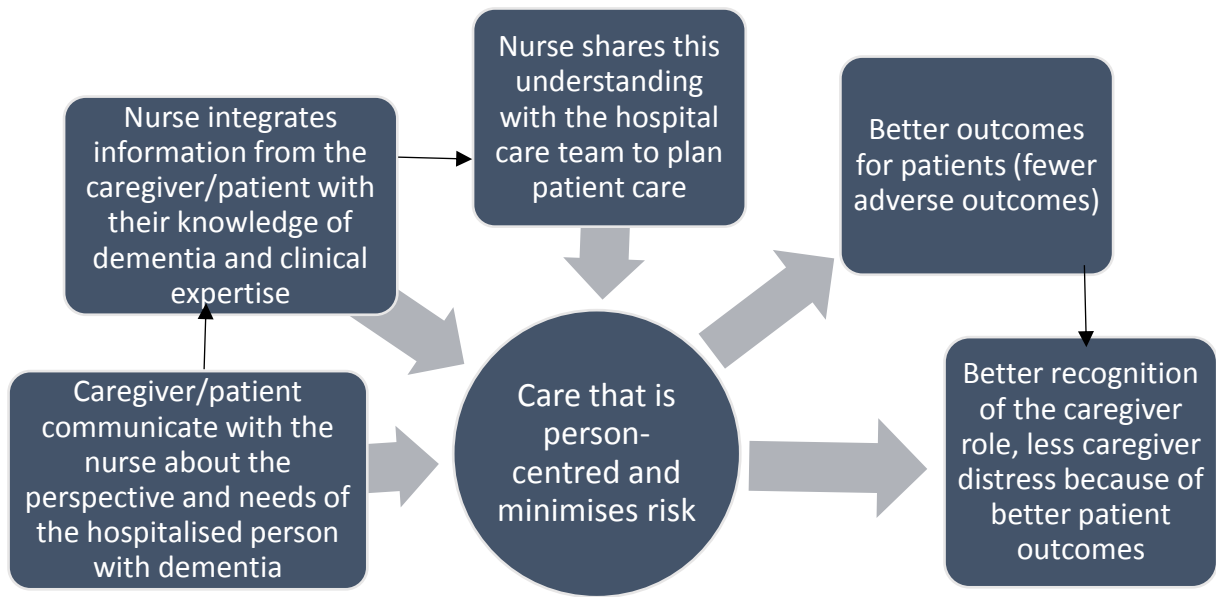 Nurse integrates
information from the
caregiver/patient with
their knowledge of
dementia and clinical
expertise
Nurse shares this
understanding
with the hospital
care team to plan
patient care
Better outcomes
for patients (fewer
adverse outcomes)
Caregiver/patient
communicate with the
nurse about the
perspective and needs of
the hospitalised person
with dementia
Care that is
person-
centred and
minimises risk
Better recognition
of the caregiver
role, less caregiver
distress because of
better patient
outcomes